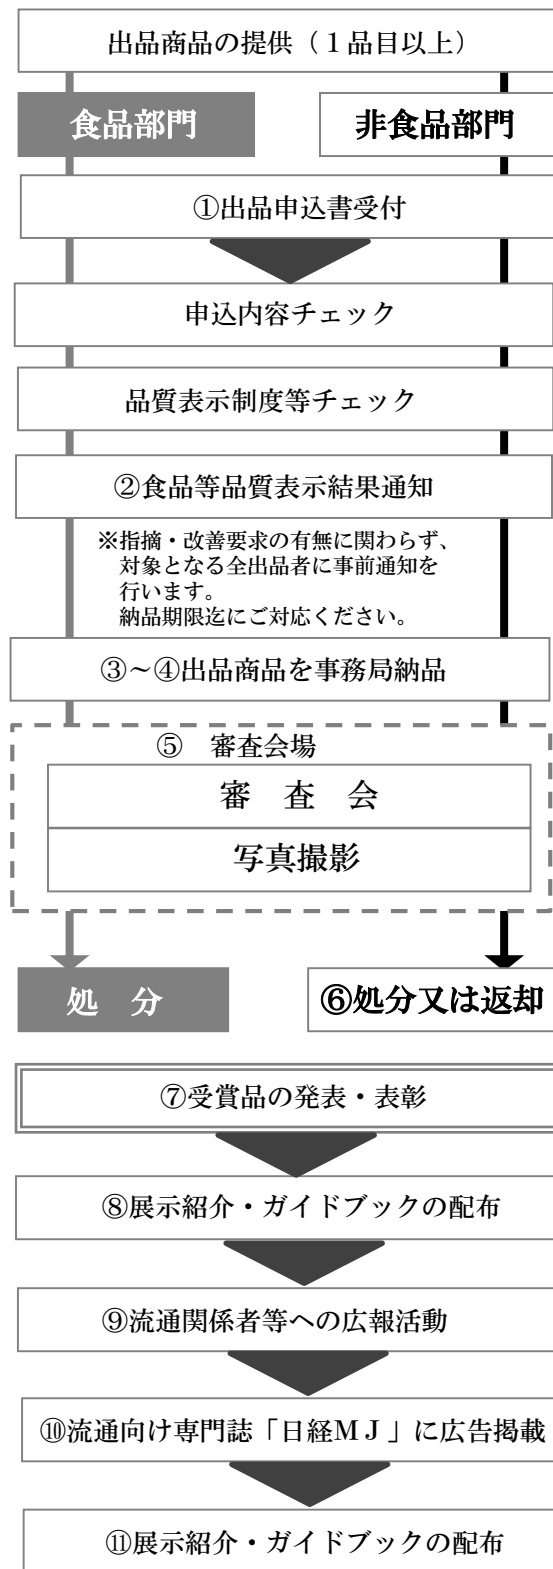 出品商品の提供（１品目以上）
食品部門
非食品部門
①出品申込書受付
申込内容チェック
品質表示制度等チェック
②食品等品質表示結果通知
※指摘・改善要求の有無に関わらず、
対象となる全出品者に事前通知を
行います。
納品期限迄にご対応ください。
③～④出品商品を事務局納品
⑤　審査会場
審　査　会
写真撮影
処　分
⑥処分又は返却
⑦受賞品の発表・表彰
⑧展示紹介・ガイドブックの配布
⑨流通関係者等への広報活動
⑩流通向け専門誌「日経ＭＪ」に広告掲載
⑪展示紹介・ガイドブックの配布